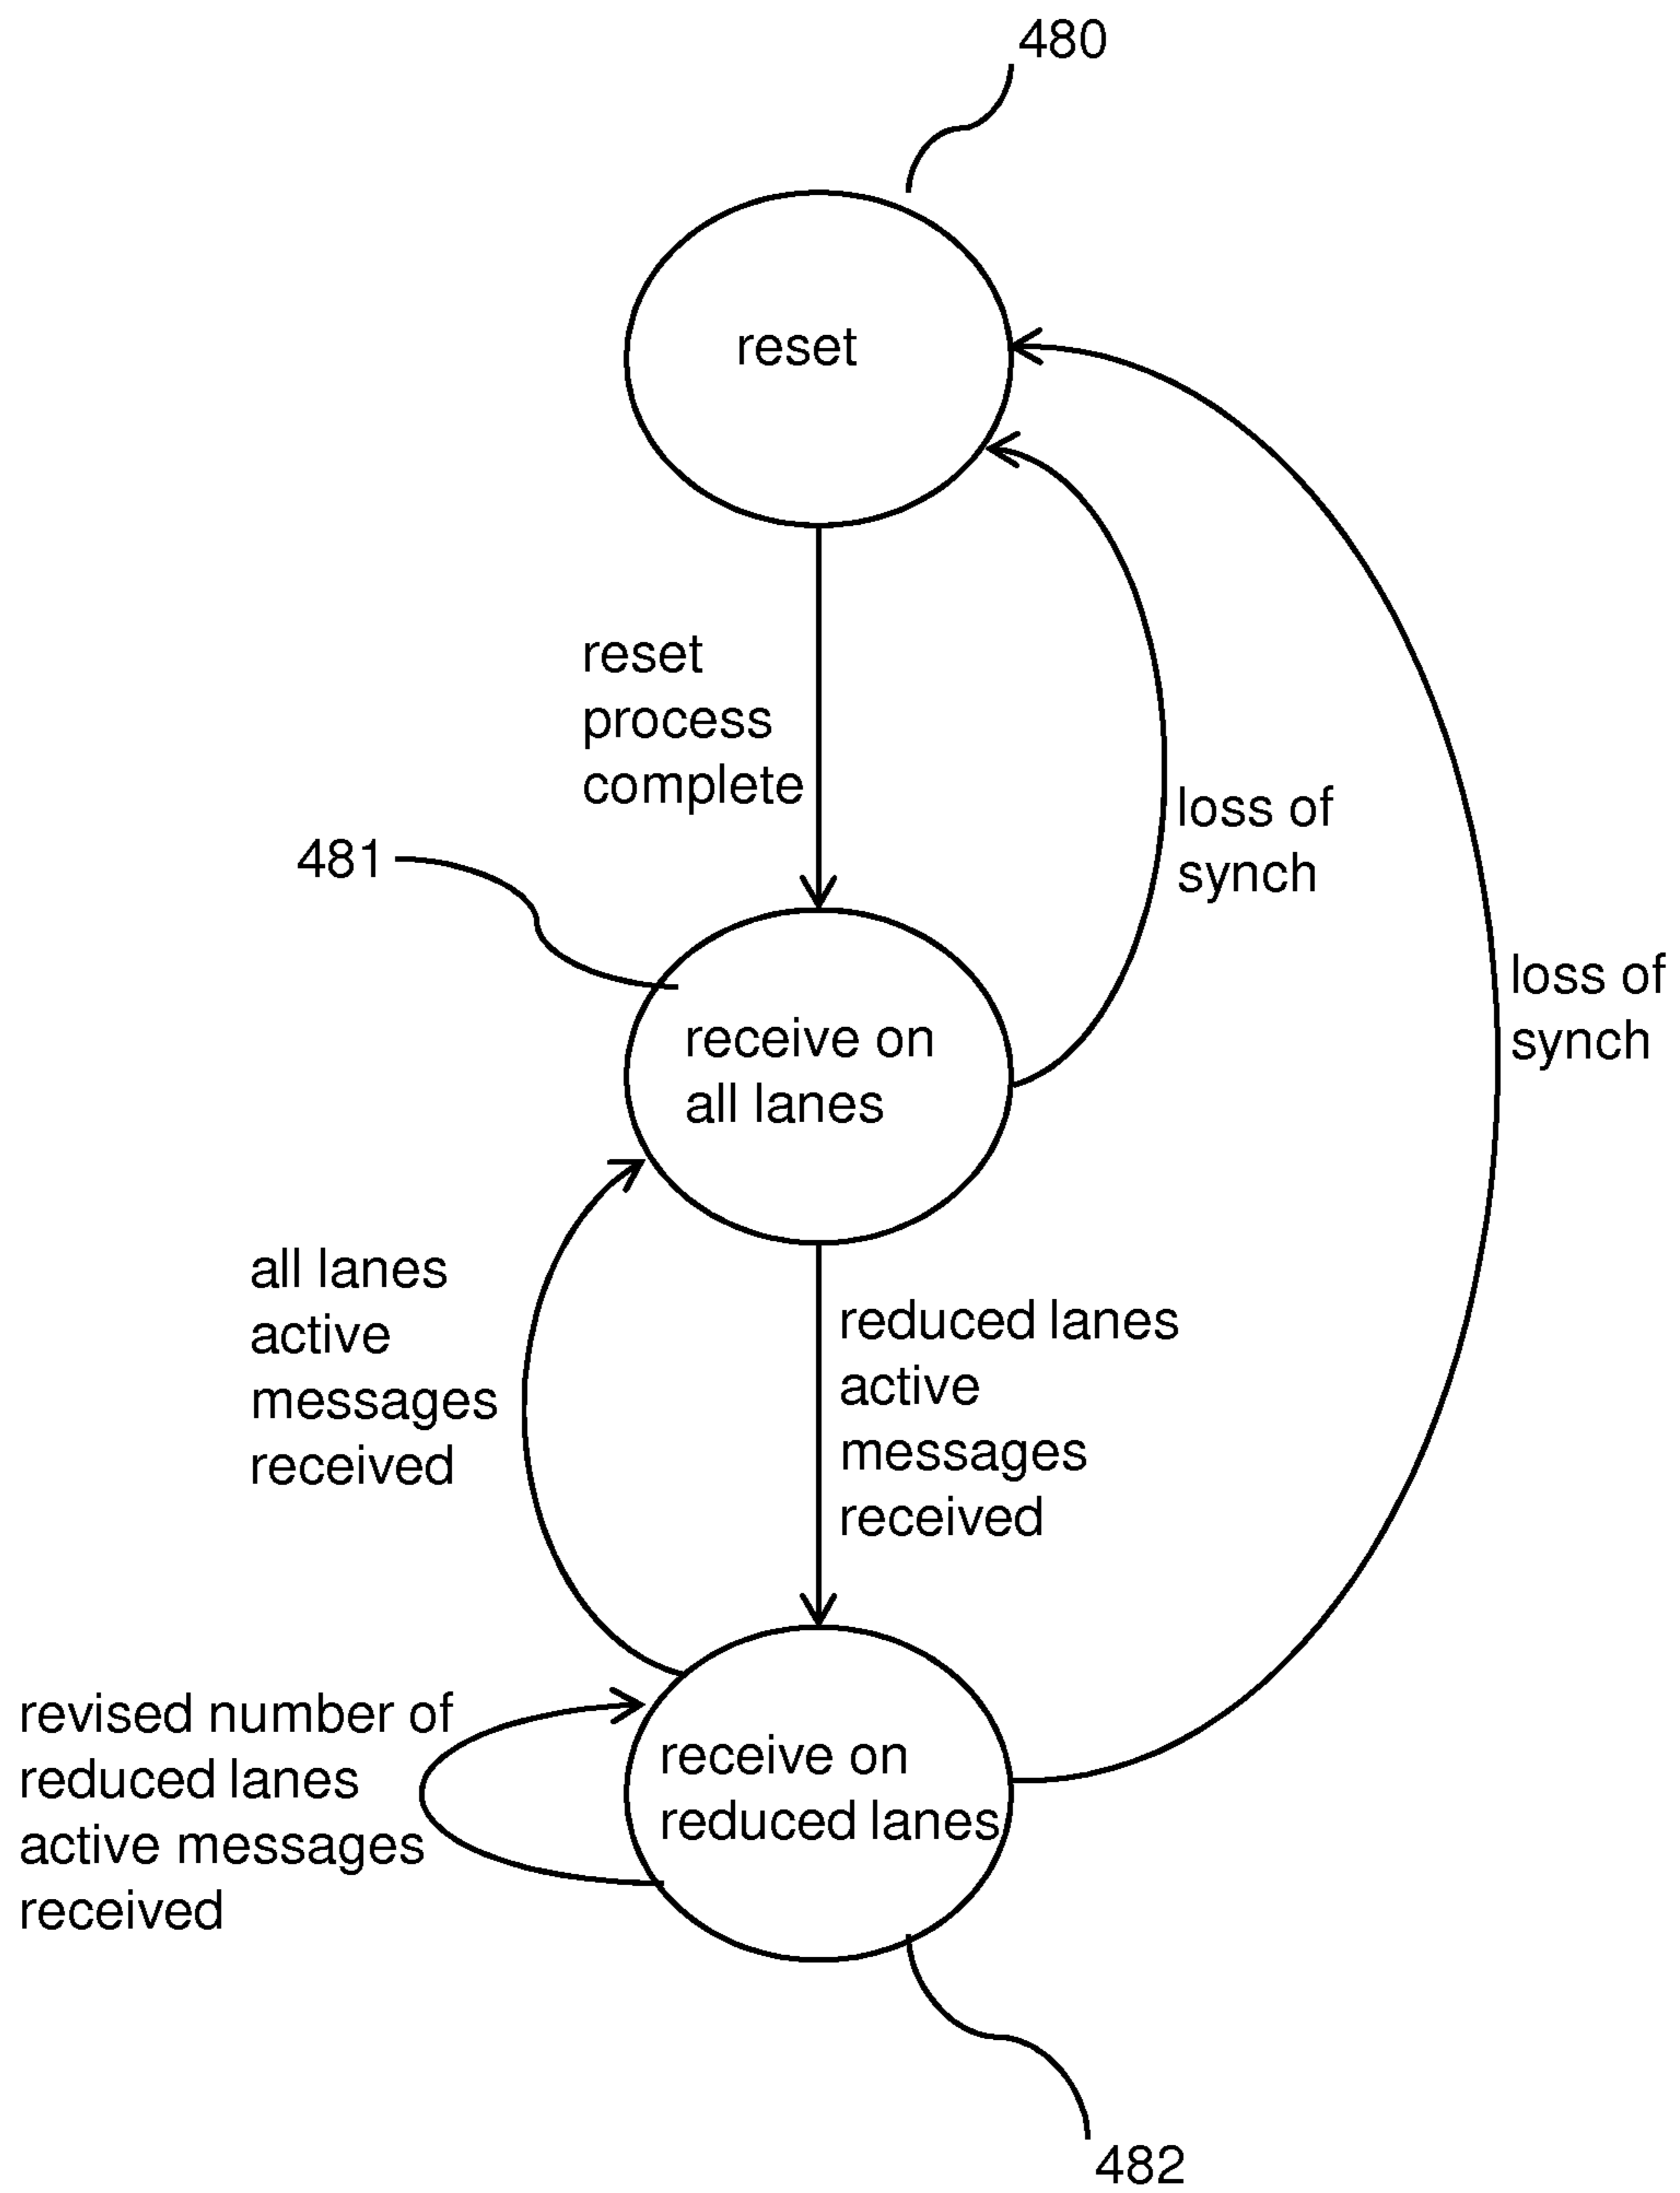 480
reset
reset
process
complete
loss of
synch
481
loss of
synch
receive on
all lanes
all lanes
active
messages
received
reduced lanes
active
messages
received
revised number of
reduced lanes
active messages
received
receive on
reduced lanes
482